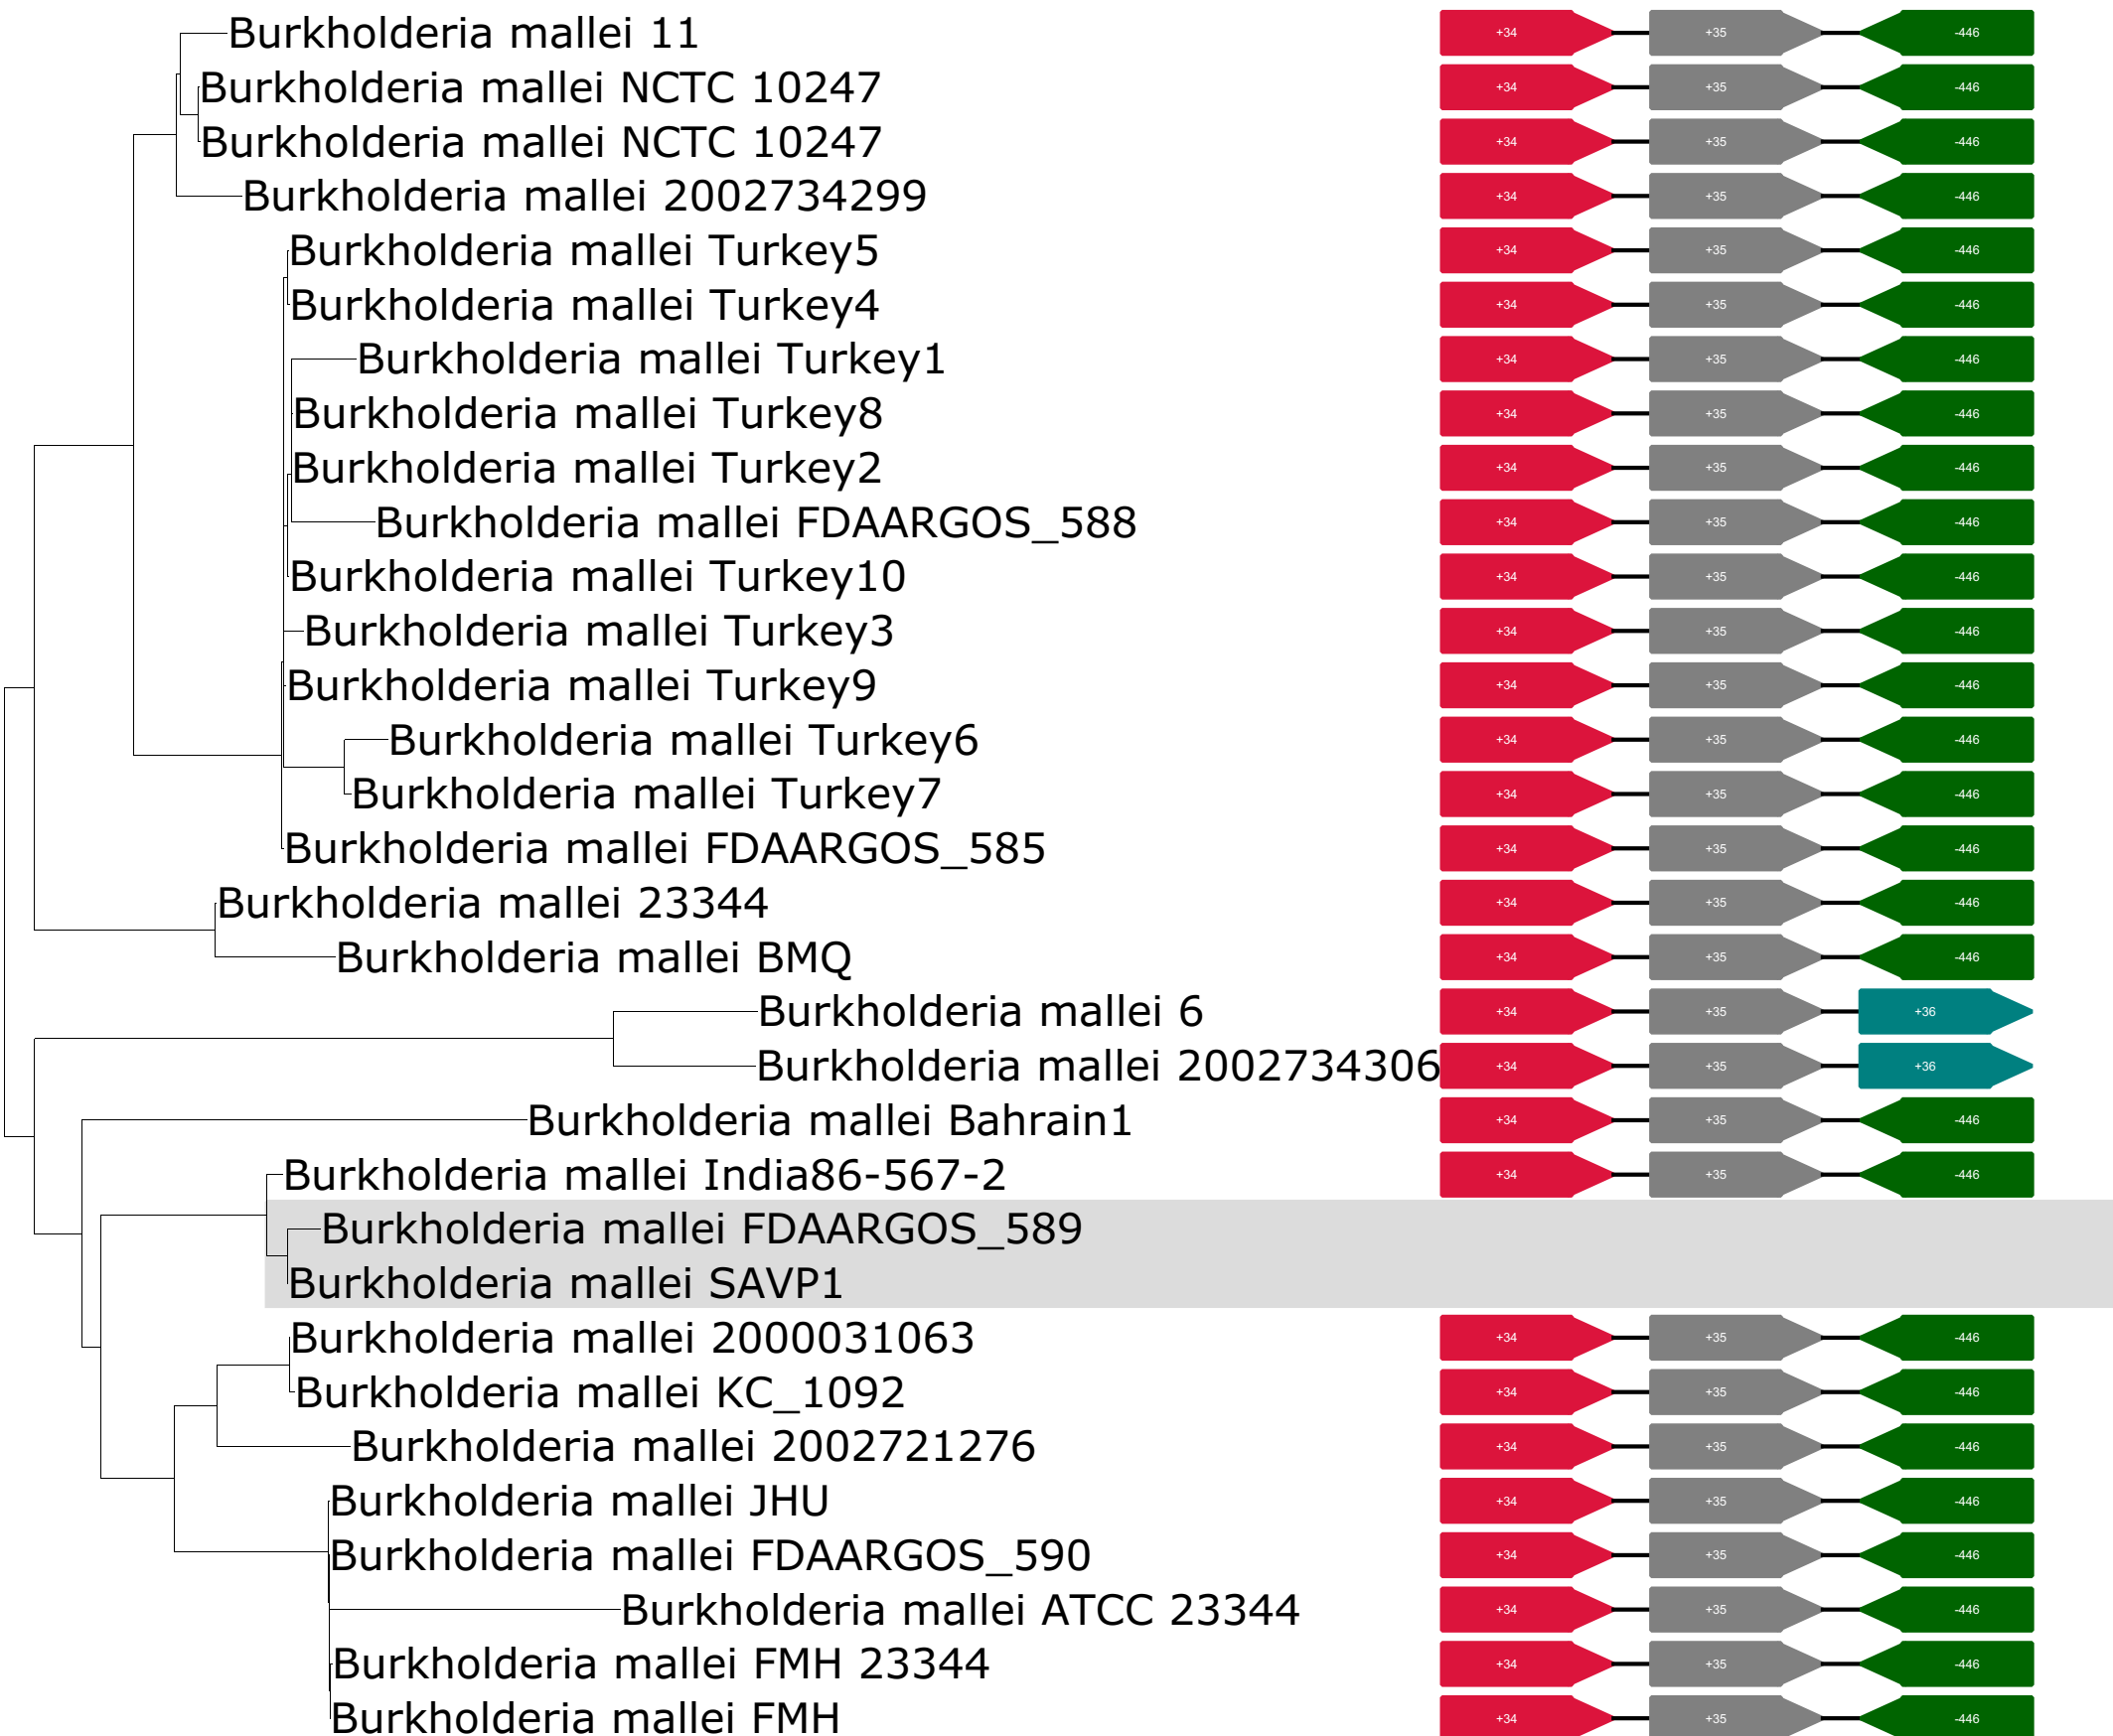 Burkholderia mallei 11 +34 +35 -446
Burkholderia mallei NCTC 10247 +34 +35 -446
Burkholderia mallei NCTC 10247 +34 +35 -446
Burkholderia mallei 2002734299 +34 +35 -446
Burkholderia mallei Turkey5 +34 +35 -446
Burkholderia mallei Turkey4 +34 +35 -446
Burkholderia mallei Turkey1 +34 +35 -446
Burkholderia mallei Turkey8 +34 +35 -446
Burkholderia mallei Turkey2 +34 +35 -446
Burkholderia mallei FDAARGOS_588 +34 +35 -446
Burkholderia mallei Turkey10 +34 +35 -446
Burkholderia mallei Turkey3 +34 +35 -446
Burkholderia mallei Turkey9 +34 +35 -446
Burkholderia mallei Turkey6 +34 +35 -446
Burkholderia mallei Turkey7 +34 +35 -446
Burkholderia mallei FDAARGOS_585 +34 +35 -446
Burkholderia mallei 23344 +34 +35 -446
Burkholderia mallei BMQ +34 +35 -446
Burkholderia mallei 6 +34 +35 +36
Burkholderia mallei 2002734306 +34 +35 +36
Burkholderia mallei Bahrain1 +34 +35 -446
Burkholderia mallei India86-567-2 +34 +35 -446
Burkholderia mallei FDAARGOS_589
Burkholderia mallei SAVP1
Burkholderia mallei 2000031063 +34 +35 -446
Burkholderia mallei KC_1092 +34 +35 -446
Burkholderia mallei 2002721276 +34 +35 -446
Burkholderia mallei JHU +34 +35 -446
Burkholderia mallei FDAARGOS_590 +34 +35 -446
Burkholderia mallei ATCC 23344 +34 +35 -446
Burkholderia mallei FMH 23344 +34 +35 -446
Burkholderia mallei FMH +34 +35 -446